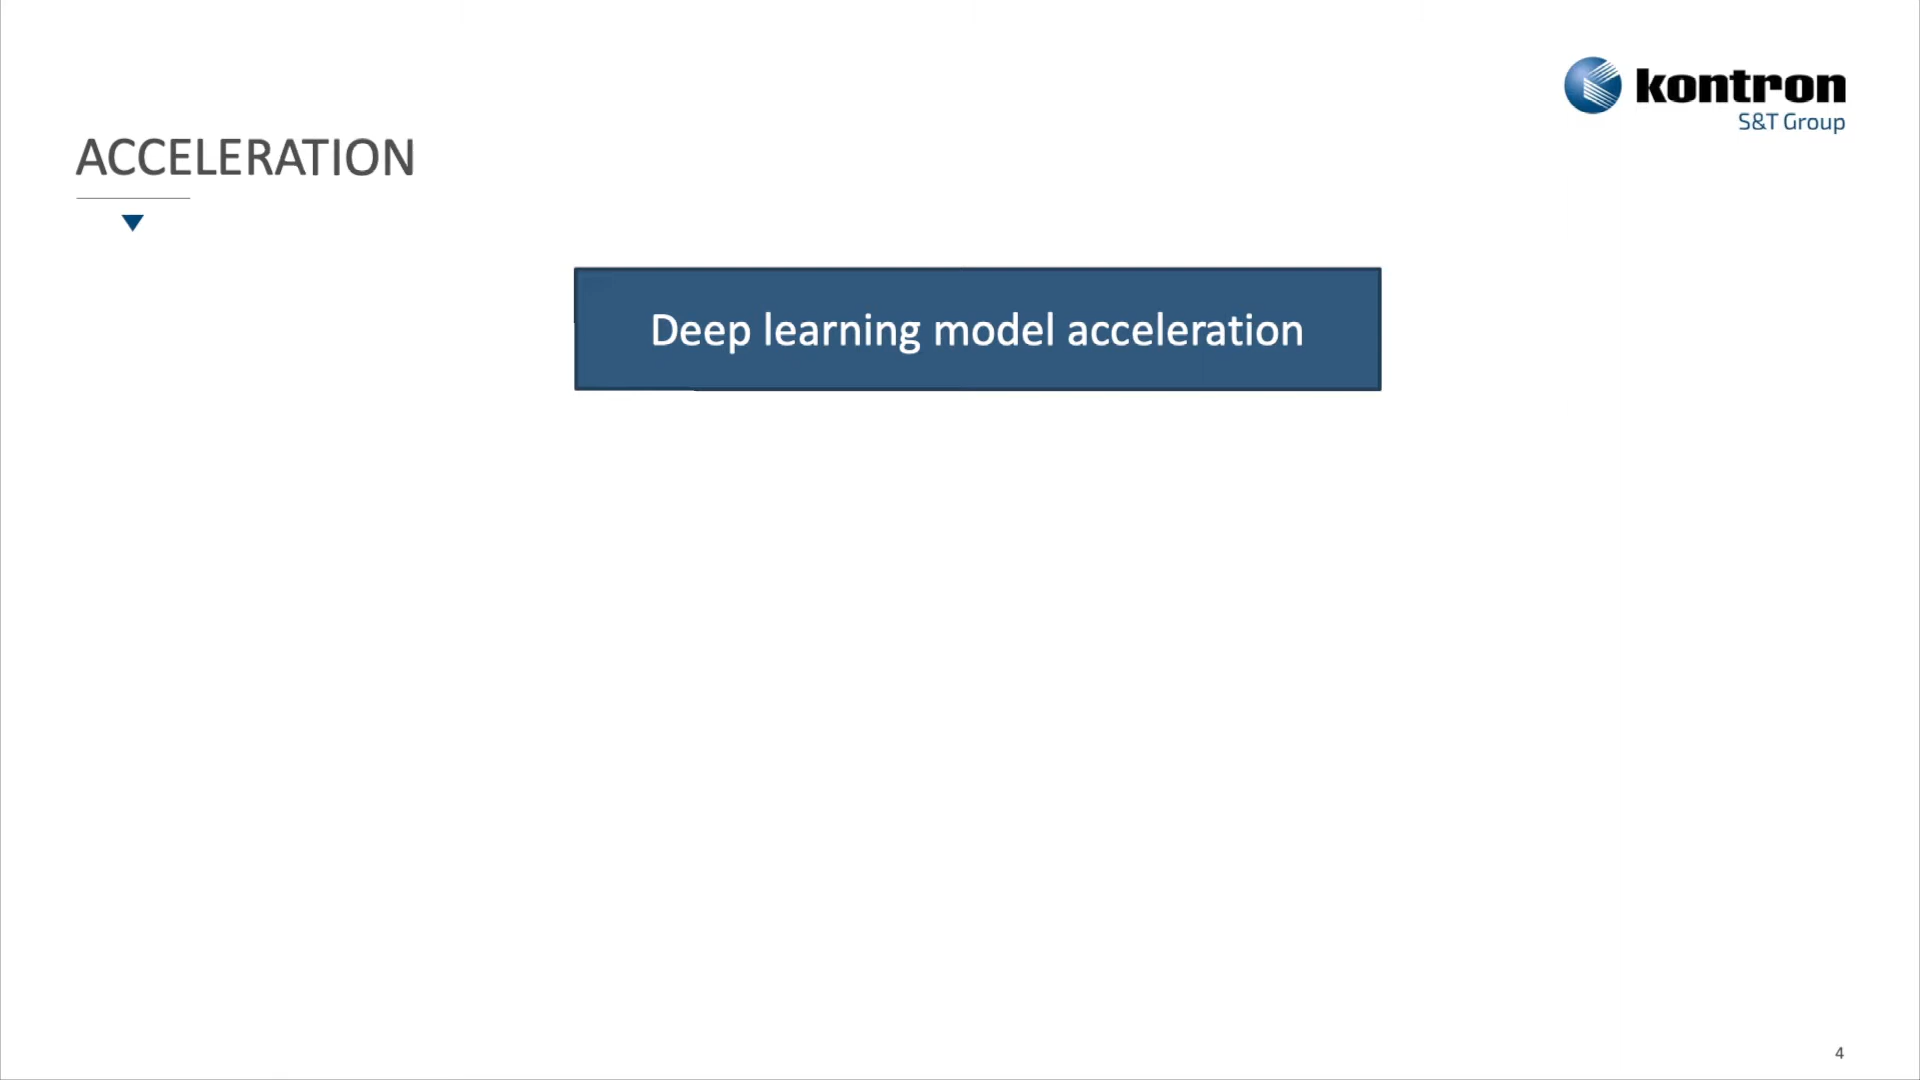 kontron
S&T Group
ACCELERATION
Deep learning model acceleration
4